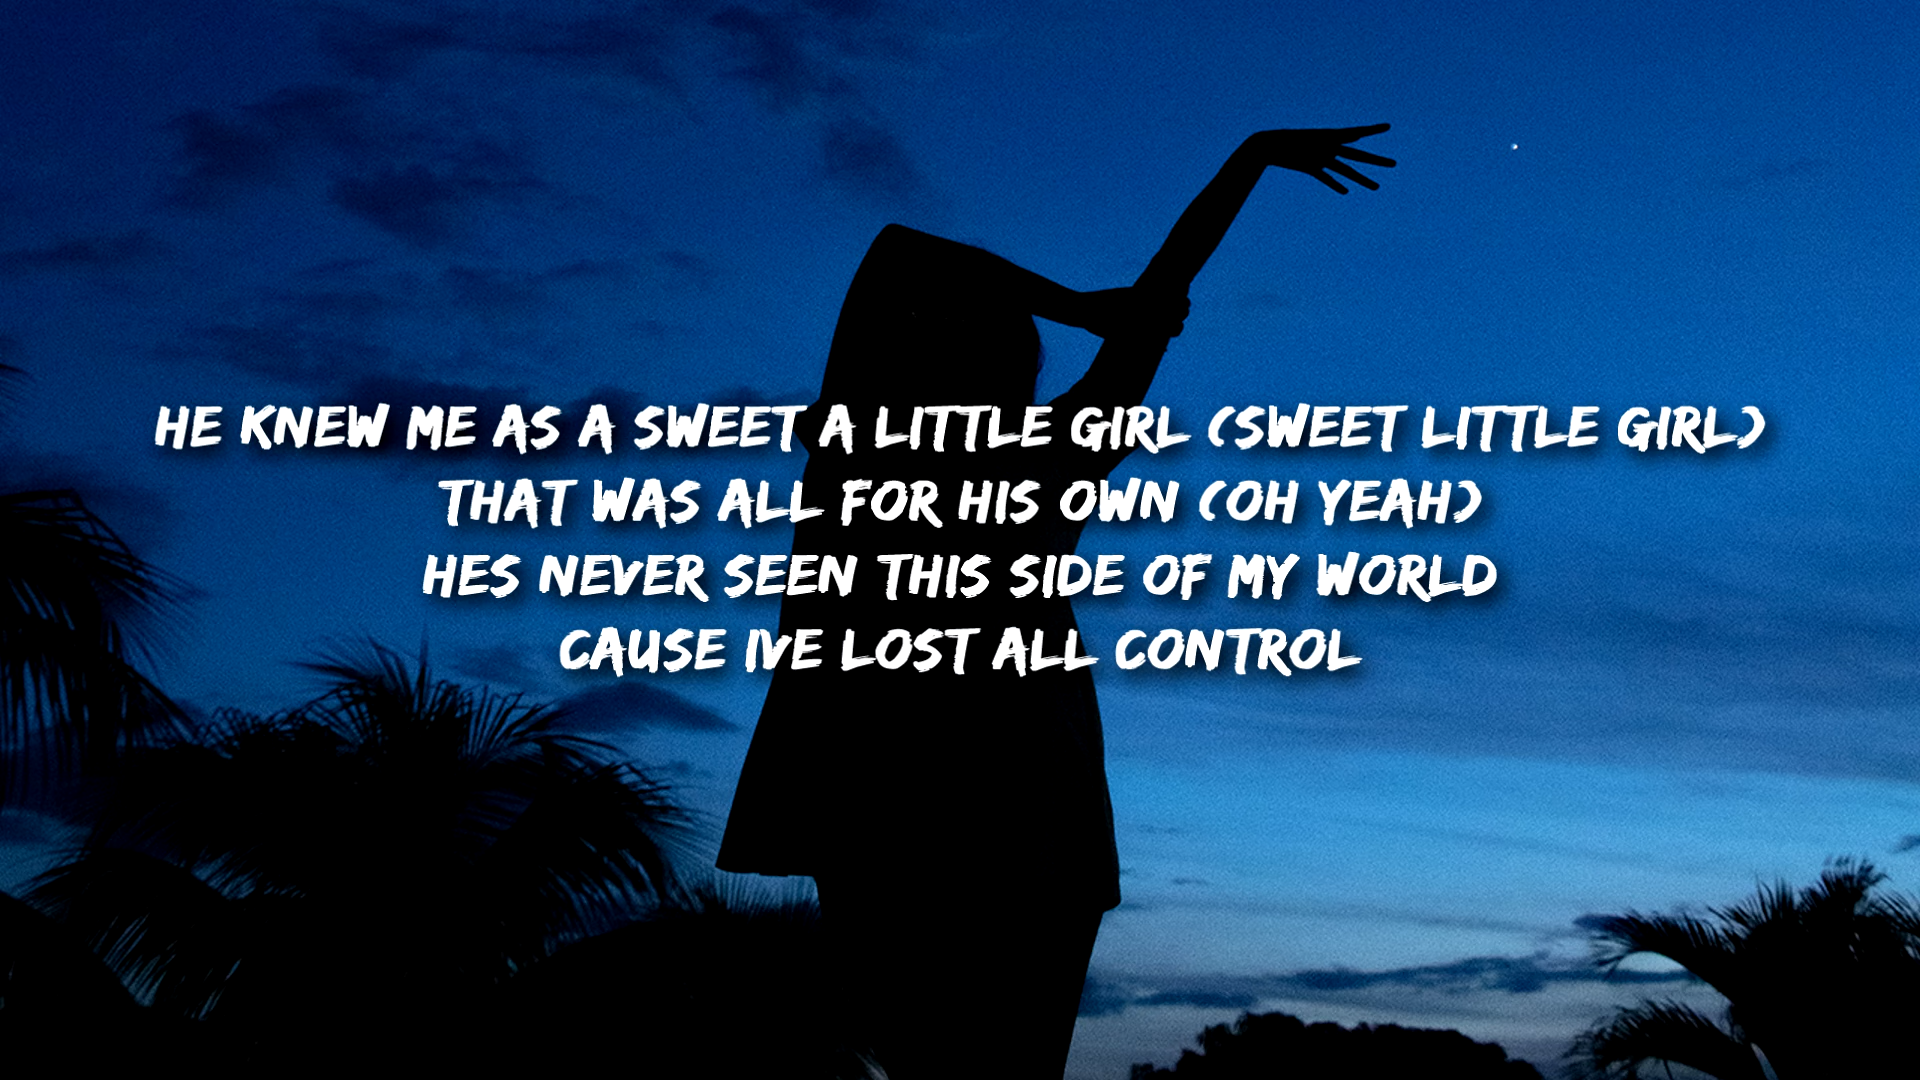 HE KNEW ME AS A SWEET A LITTLE GIRL (SWEET LITTLE GIRL)
THAT WAS ALL FOR HIS OWN (OH YEAH)
HES NEVER SEEN THIS SIDE OF MY WORLD
CAUSE IVE LOST ALL CONTROL